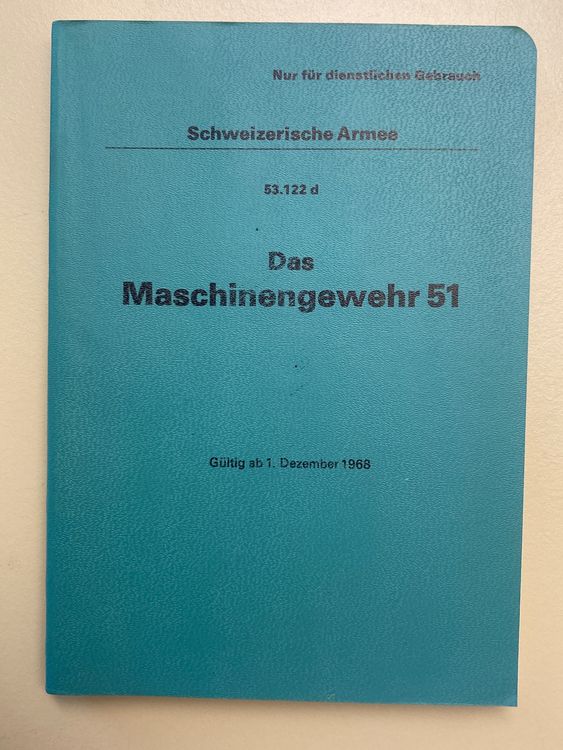 Nur für dienstlichen Gebrauch
Schweizerische Armee
53.122 d
Das
Maschinengewehr 51
Gültig ab 1. Dezember 1968